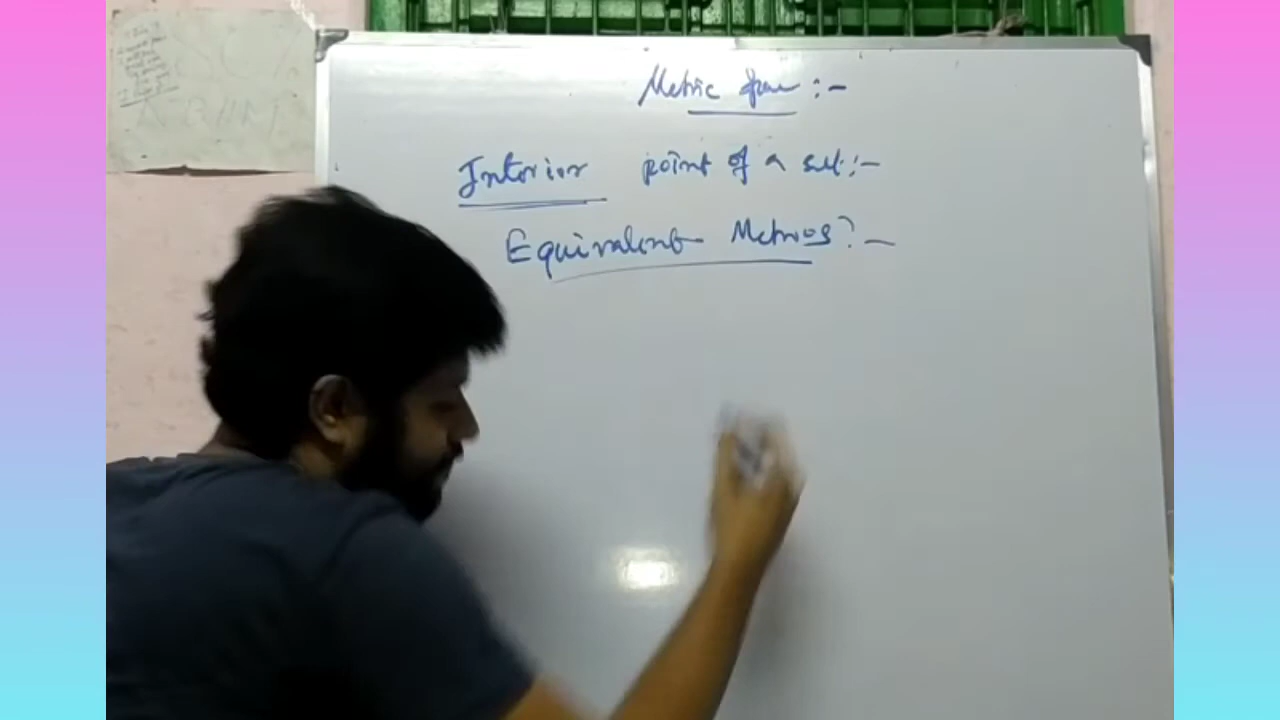 Metric space :-
Interior point of a set :-
Equivalent Metrics? -